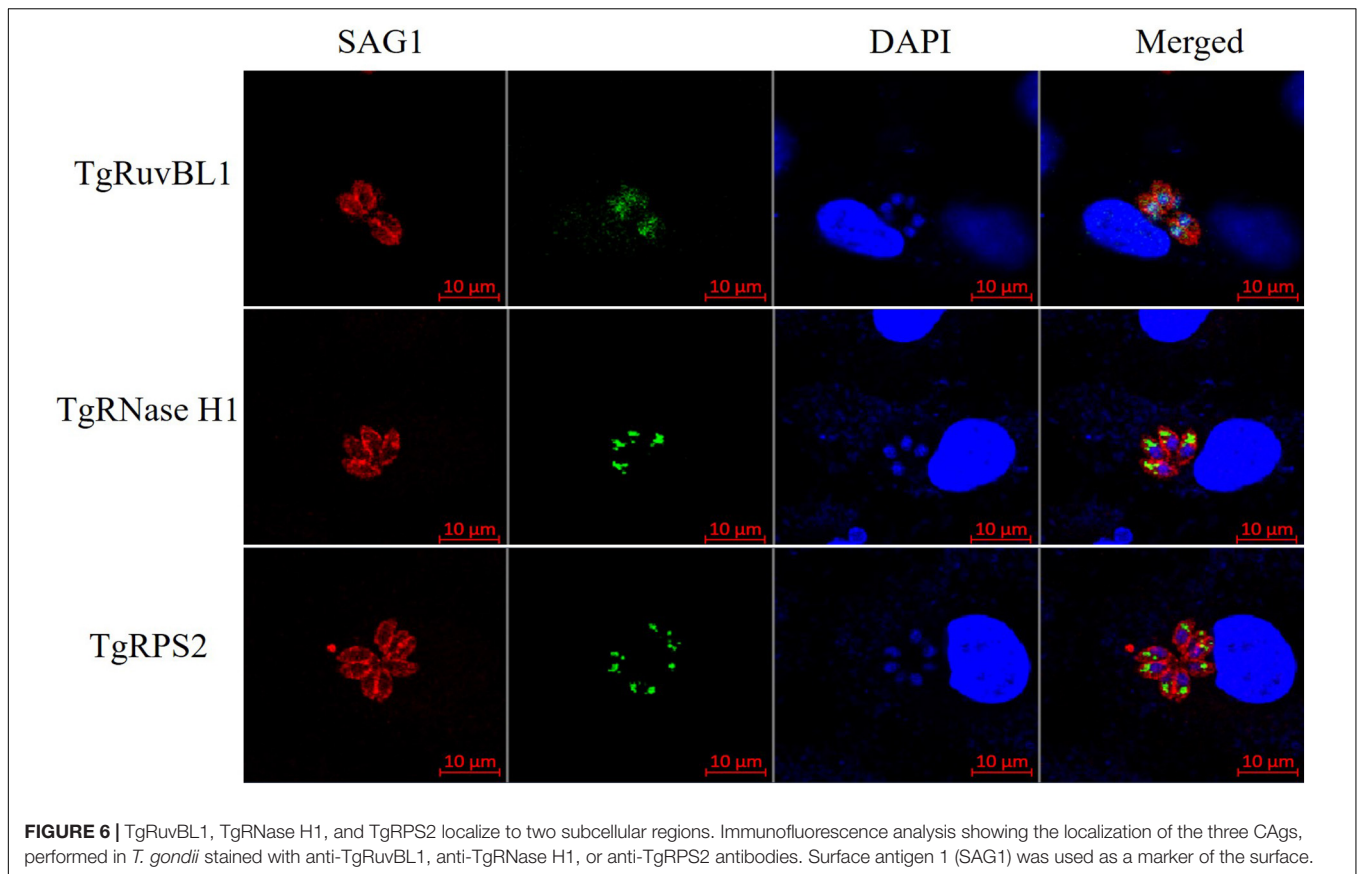 SAG1 DAPI Merged
TgRuvBL1
10 µm 10 µm 10 µm 10 µm
TgRNase H1
10 µm 10 µm 10 µm 10 µm
TgRPS2
10 µm 10 µm 10 µm 10 µm
FIGURE 6 | TgRuvBL1, TgRNase H1, and TgRPS2 localize to two subcellular regions. Immunofluorescence analysis showing the localization of the three CAgs,
performed in T. gondii stained with anti-TgRuvBL1, anti-TgRNase H1, or anti-TgRPS2 antibodies. Surface antigen 1 (SAG1) was used as a marker of the surface.